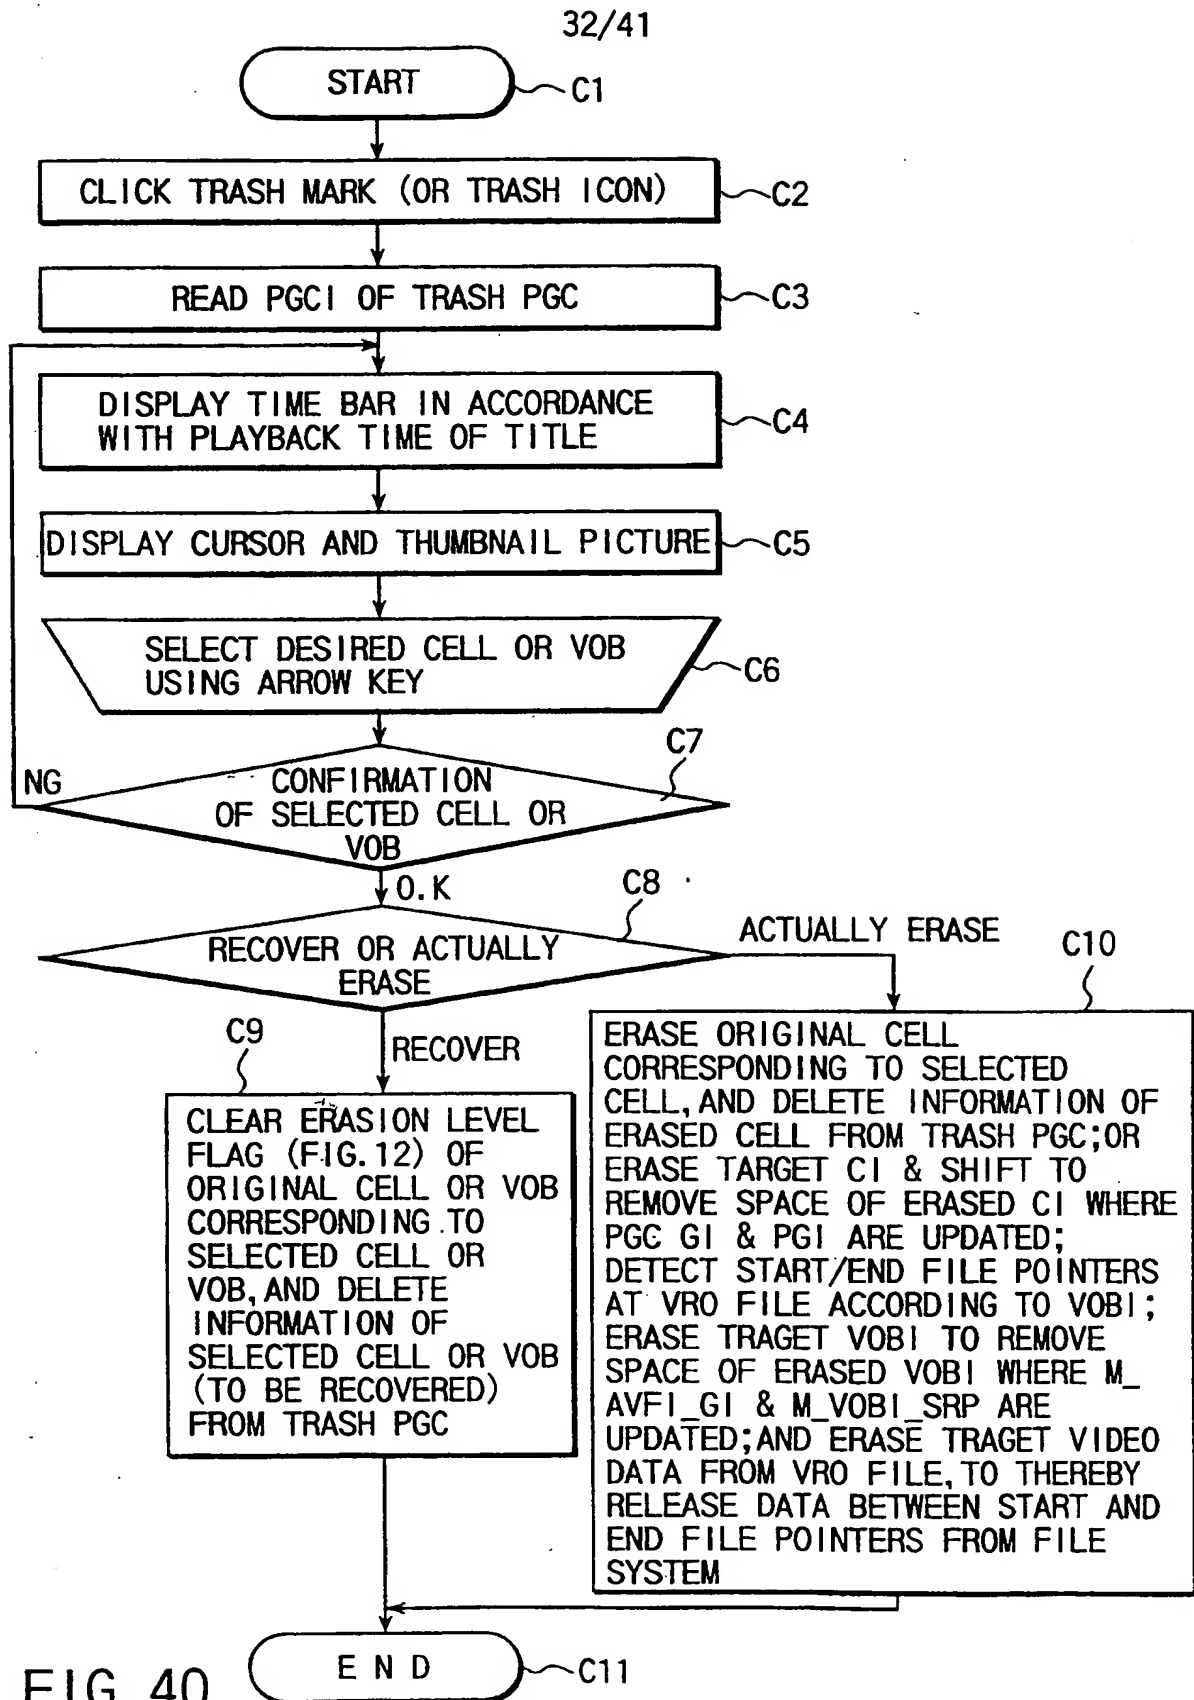 32/41
START
C1
CLICK TRASH MARK (OR TRASH ICON)
C2
READ PGCI OF TRASH PGC
C3
DISPLAY TIME BAR IN ACCORDANCE
WITH PLAYBACK TIME OF TITLE
C4
DISPLAY CURSOR AND THUMBNAIL PICTURE
C5
SELECT DESIRED CELL OR VOB
USING ARROW KEY
C6
C7
NG
CONFIRMATION
OF SELECTED CELL OR
VOB
O.K
C8
RECOVER OR ACTUALLY
ERASE
ACTUALLY ERASE
C10
C9
RECOVER
CLEAR ERASION LEVEL
FLAG (FIG.12) OF
ORIGINAL CELL OR VOB
CORRESPONDING TO
SELECTED CELL OR
VOB, AND DELETE
INFORMATION OF
SELECTED CELL OR VOB
(TO BE RECOVERED)
FROM TRASH PGC
ERASE ORIGINAL CELL
CORRESPONDING TO SELECTED
CELL, AND DELETE INFORMATION OF
ERASED CELL FROM TRASH PGC;OR
ERASE TARGET CI & SHIFT TO
REMOVE SPACE OF ERASED CI WHERE
PGC GI & PGI ARE UPDATED;
DETECT START/END FILE POINTERS
AT VRO FILE ACCORDING TO VOBI;
ERASE TRAGET VOBI TO REMOVE
SPACE OF ERASED VOBI WHERE M_
AVFI_GI & M_VOBI_SRP ARE
UPDATED;AND ERASE TRAGET VIDEO
DATA FROM VRO FILE, TO THEREBY
RELEASE DATA BETWEEN START AND
END FILE POINTERS FROM FILE
SYSTEM
END
C11
FIG. 40